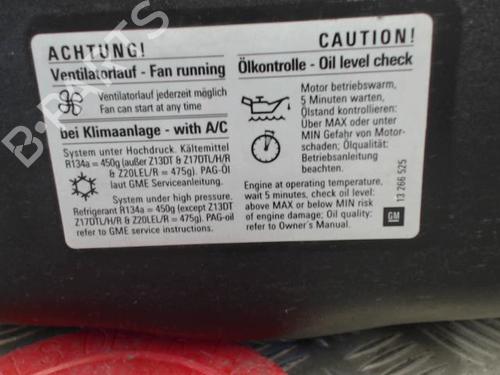 ACHTUNG!
Ventilatorlauf - Fan running
Ventilatorlauf jederzeit möglich
Fan can start at any time
bei Klimaanlage - with A/C
System unter Hochdruck. Kältemittel
R134a = 450g (außer Z13DT & Z17DTL/H/R
& Z20LEL/R = 475g). PAG-Öl
laut GME Serviceanleitung.
System under high pressure.
Refrigerant R134a = 450g (except Z13DT
Z17DTL/H/R & Z20LEL/R = 475g). PAG-oil
refer to GME service instructions.
CAUTION!
Ölkontrolle - Oil level check
Motor betriebswarm,
5 Minuten warten,
Ölstand kontrollieren:
Über MAX oder unter
MIN Gefahr von Motor-
schaden; Ölqualität:
Betriebsanleitung
beachten.
Engine at operating temperature,
wait 5 minutes, check oil level:
above MAX or below MIN risk
of engine damage; Oil quality:
refer to Owner's Manual.
GM
13 266 525
B-PARTS